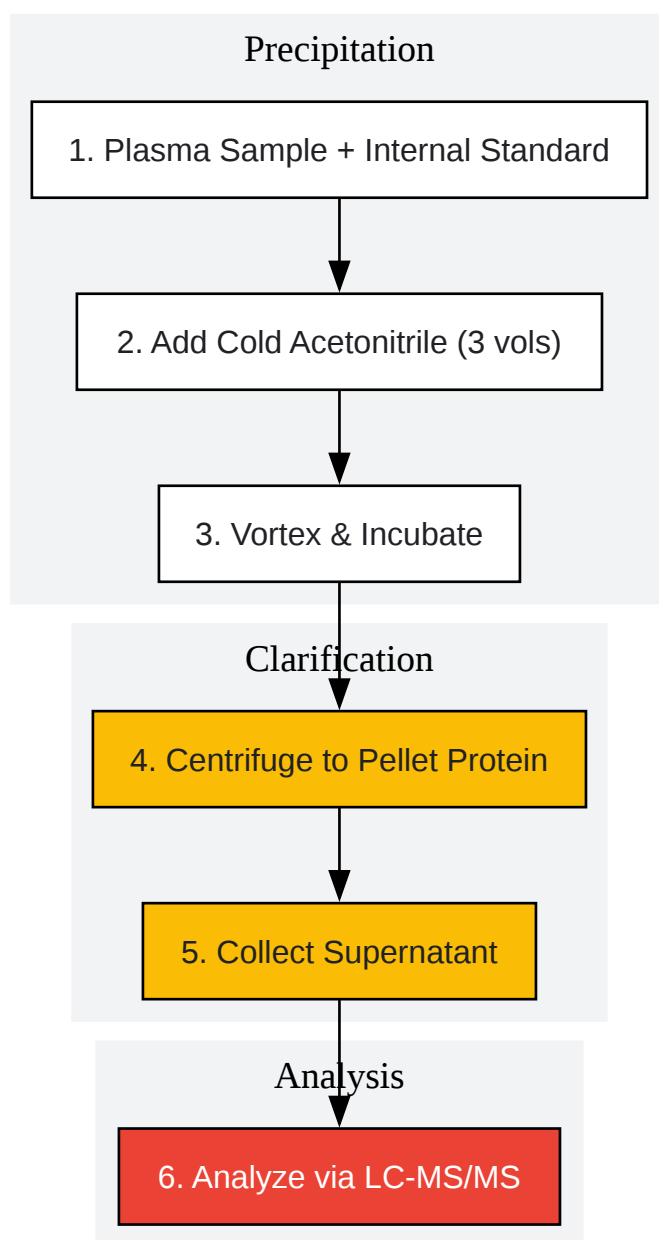 Precipitation
1. Plasma Sample + Internal Standard
2. Add Cold Acetonitrile (3 vols)
3. Vortex & Incubate
Clarification
4. Centrifuge to Pellet Protein
5. Collect Supernatant
Analysis
6. Analyze via LC-MS/MS